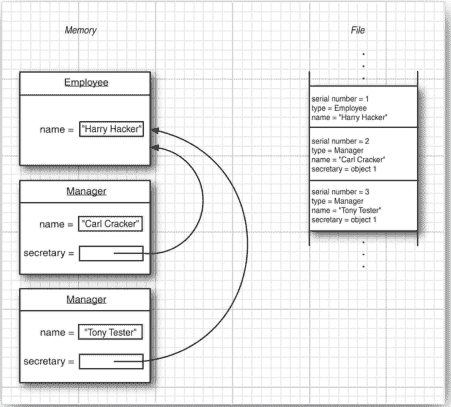 Memory
File
Employee
name = "Harry Hacker"
Manager
name = "Carl Cracker"
secretary =
Manager
name = "Tony Tester"
secretary =
serial number = 1
type = Employee
name = "Harry Hacker"
serial number = 2
type = Manager
name = "Carl Cracker"
secretary = object 1
serial number = 3
type = Manager
name = "Tony Tester"
secretary = object 1